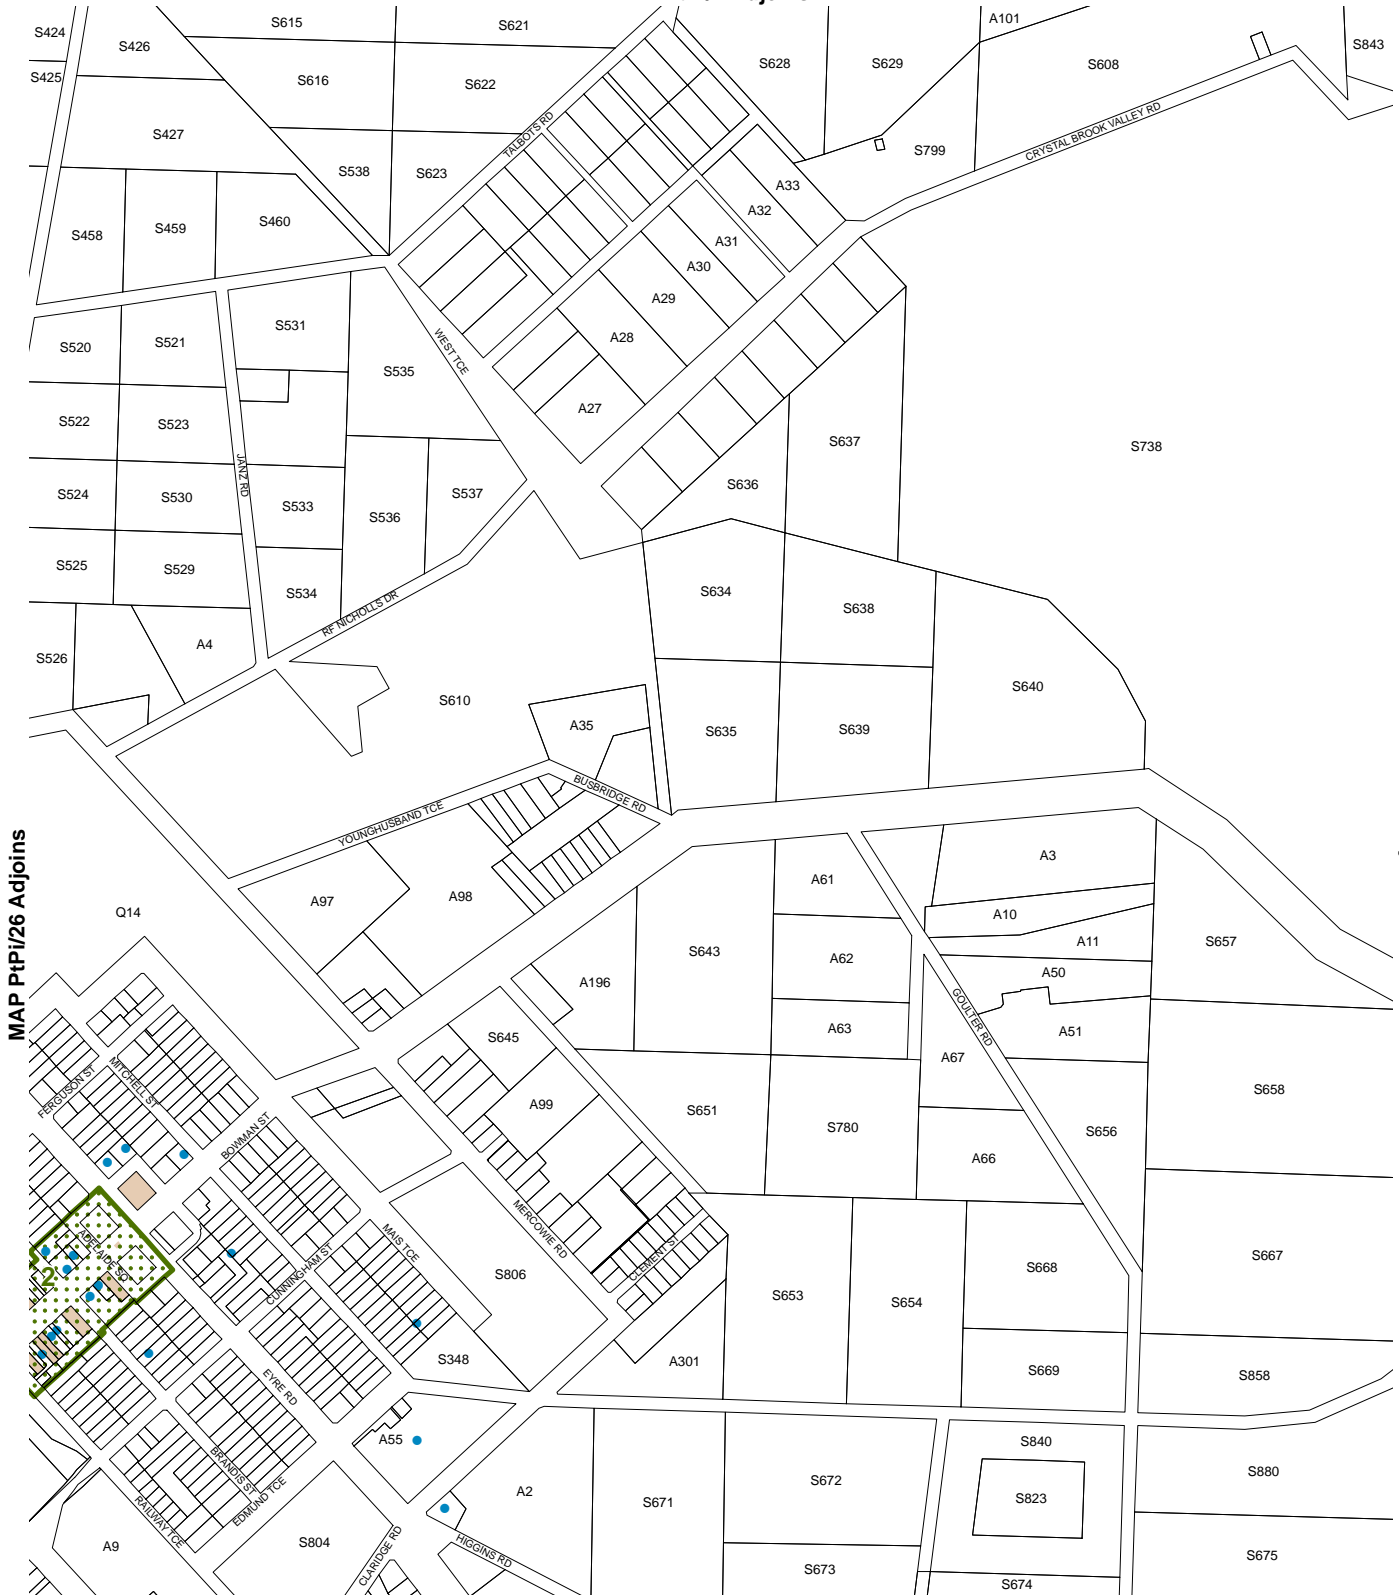 S424
S426
S615
S621
A101
S843
S425
S616
S622
S628
S629
S608
S427
TALBOTS RD
CRYSTAL BROOK VALLEY RD
S538
S623
S799
A33
S458
S459
S460
A32
A31
A30
A29
S531
S520
S521
A28
WEST TCE
S535
A27
S522
S523
S637
S738
JANZ RD
S524
S530
S533
S536
S537
S636
S525
S529
S534
S634
S638
RF NICHOLLS DR
S526
A4
S640
S610
A35
S635
S639
BUSBRIDGE RD
YOUNGHUSBAND TCE
MAP PtPi/26 Adjoins
A3
A61
A97
A98
Q14
A10
A11
S657
S643
A62
A50
A196
GOULTER RD
A63
A51
S645
A67
MITCHELL ST
FERGUSON ST
S658
A99
S651
S780
BOWMAN ST
S656
A66
MERCOWIE RD
MAIS TCE
ADELAIDE SQ
CUNNINGHAM ST
CLEMENT ST
S667
S668
2
S806
S653
S654
S348
A301
S669
S858
EYRE RD
A55
S840
BRANDIS ST
S672
S880
EDMUND TCE
A2
S671
S823
RAILWAY TCE
A9
S804
CLARIDGE RD
HIGGINS RD
S673
S675
S674